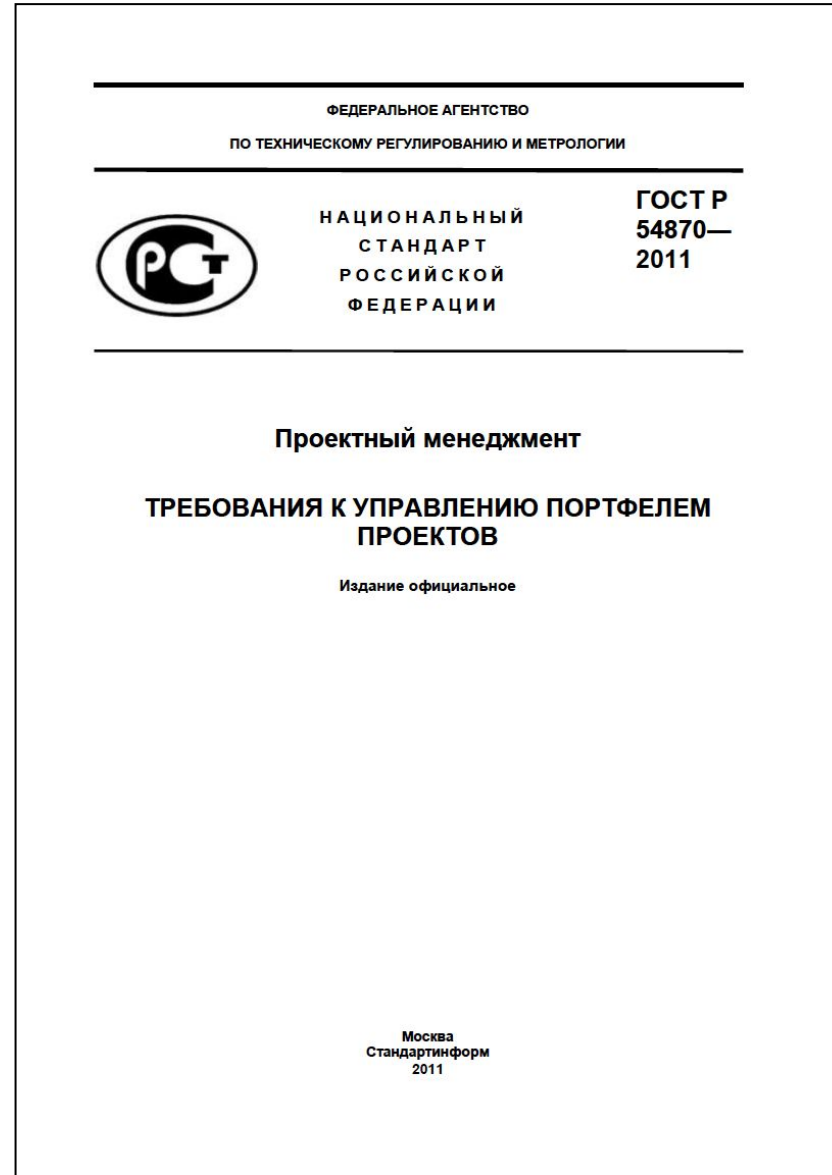 ФЕДЕРАЛЬНОЕ АГЕНТСТВО
ПО ТЕХНИЧЕСКОМУ РЕГУЛИРОВАНИЮ И МЕТРОЛОГИИ
РСТ
НАЦИОНАЛЬНЫЙ
СТАНДАРТ
РОССИЙСКОЙ
ФЕДЕРАЦИИ
ГОСТ Р
54870—
2011
Проектный менеджмент
ТРЕБОВАНИЯ К УПРАВЛЕНИЮ ПОРТФЕЛЕМ
ПРОЕКТОВ
Издание официальное
Москва
Стандартинформ
2011